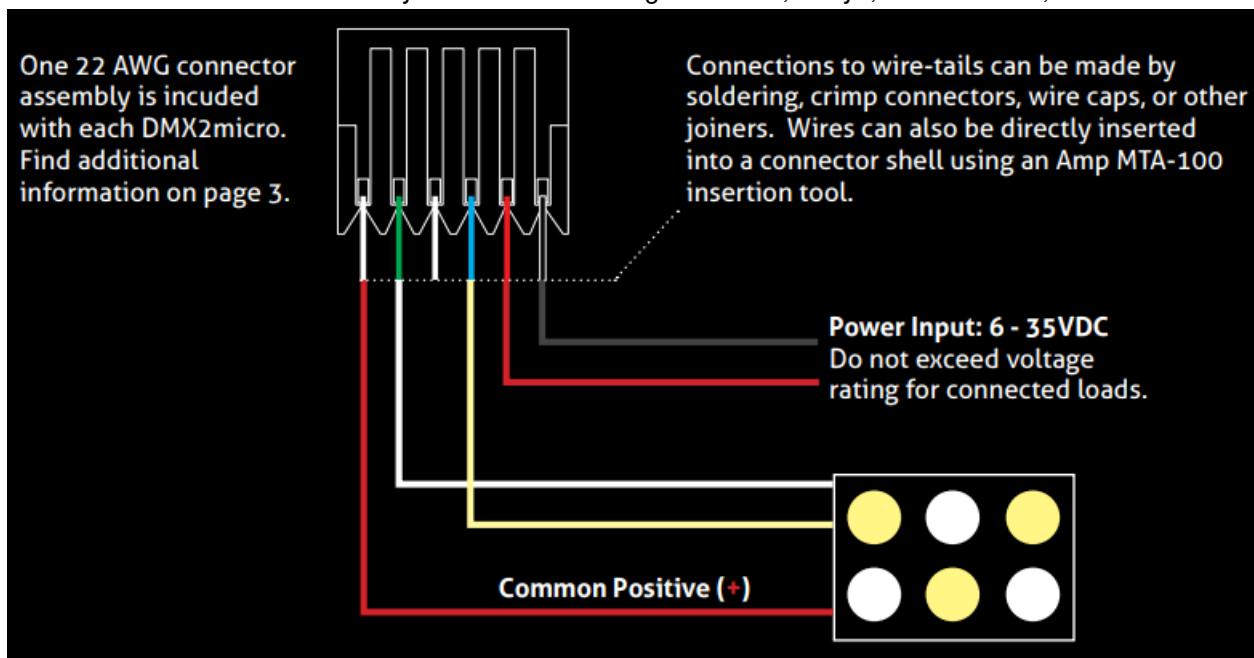 One 22 AWG connector
assembly is incuded
with each DMX2micro.
Find additional
information on page 3.
Connections to wire-tails can be made by
soldering, crimp connectors, wire caps, or other
joiners.  Wires can also be directly inserted
into a connector shell using an Amp MTA-100
insertion tool.
Power Input: 6 - 35VDC
Do not exceed voltage
rating for connected loads.
Common Positive (+)